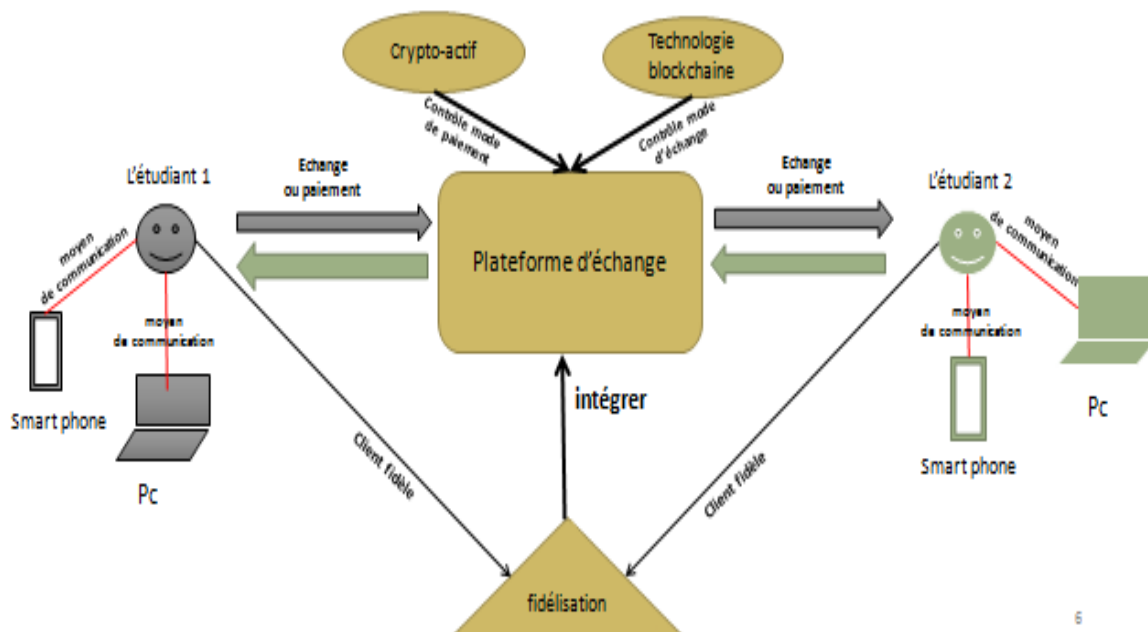 Crypto-actif
Technologie
blockchaine
Contrôle mode
de paiement
Contrôle mode
d'échange
L'étudiant 1
Echange
ou paiement
Echange
ou paiement
L'étudiant 2
moyen
de communication
moyen
de communication
Plateforme d'échange
moyen
de communication
moyen
de communication
Smart phone
Pc
intégrer
Smart phone
Pc
Client fidèle
Client fidèle
fidélisation
6